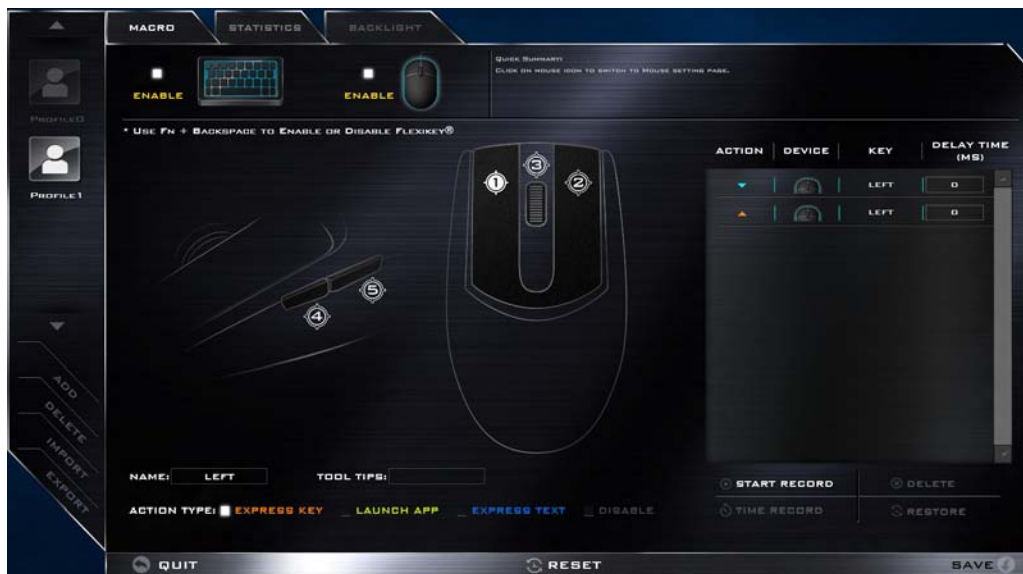 MACRO STATISTICS BACKLIGHT
QUICK SUMMARY:
CLICK ON MOUSE ICON TO SWITCH TO MOUSE SETTING PAGE.
ENABLE ENABLE
PROFILE0
* USE FN + BACKSPACE TO ENABLE OR DISABLE FLEXIKEY®
PROFILE1
ACTION DEVICE KEY DELAY TIME (MS)
LEFT 0
LEFT 0
1 3 2
5
4
ADD
DELETE
IMPORT
EXPORT
NAME: LEFT TOOL TIPS:
ACTION TYPE: EXPRESS KEY LAUNCH APP EXPRESS TEXT DISABLE
START RECORD DELETE
TIME RECORD RESTORE
QUIT RESET SAVE